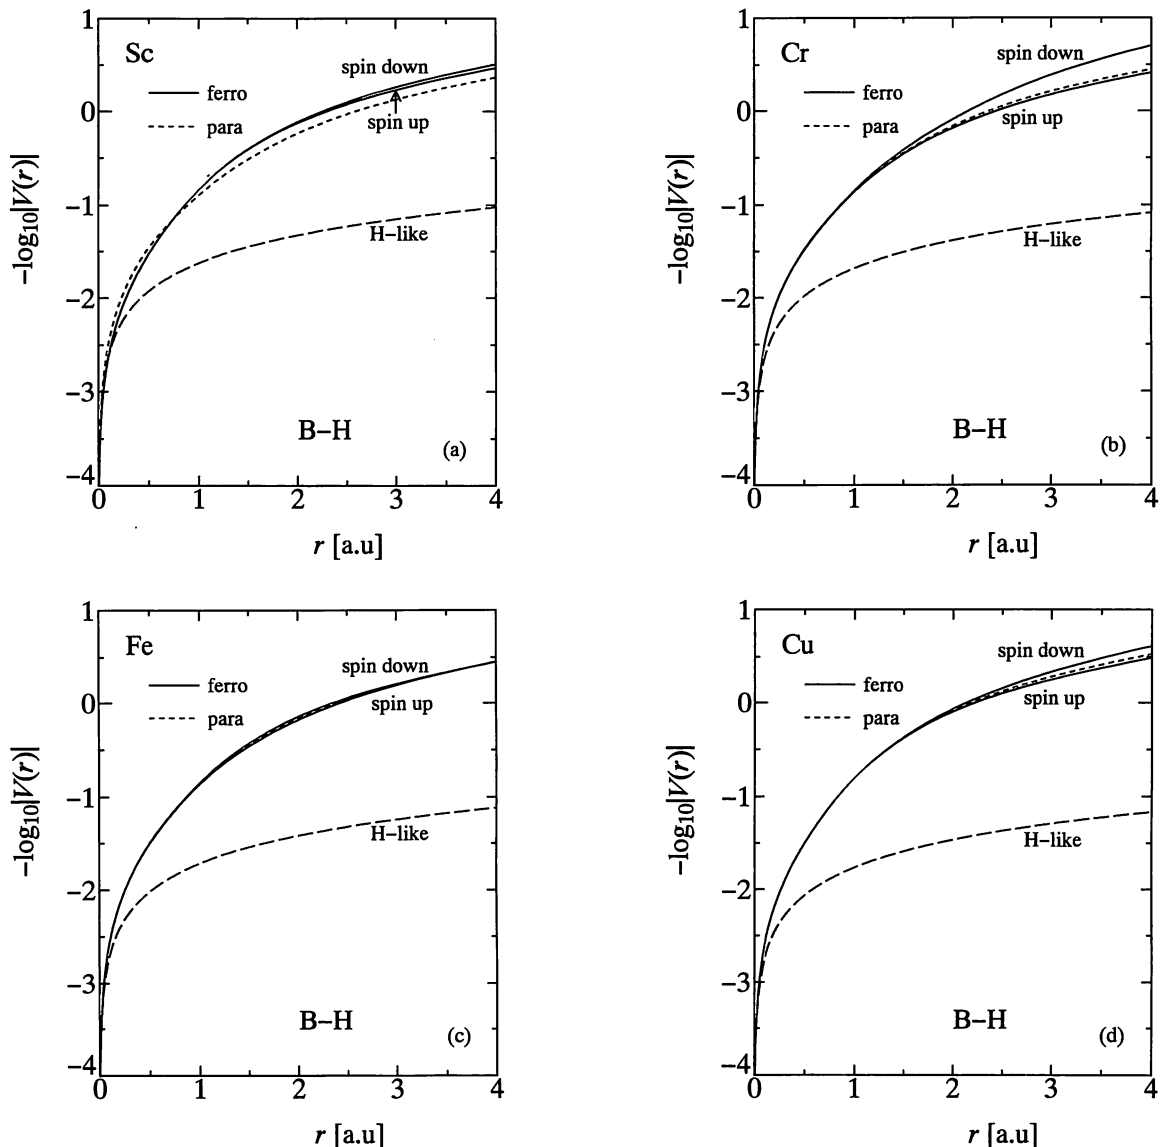 Sc
ferro
para
spin down
spin up
H-like
B-H
(a)
1
0
−1
−2
−3
−4
0 1 2 3 4
−log10|V(r)|
r [a.u]
Cr
ferro
para
spin down
spin up
H-like
B-H
(b)
1
0
−1
−2
−3
−4
0 1 2 3 4
−log10|V(r)|
r [a.u]
Fe
ferro
para
spin down
spin up
H-like
B-H
(c)
1
0
−1
−2
−3
−4
0 1 2 3 4
−log10|V(r)|
r [a.u]
Cu
ferro
para
spin down
spin up
H-like
B-H
(d)
1
0
−1
−2
−3
−4
0 1 2 3 4
−log10|V(r)|
r [a.u]